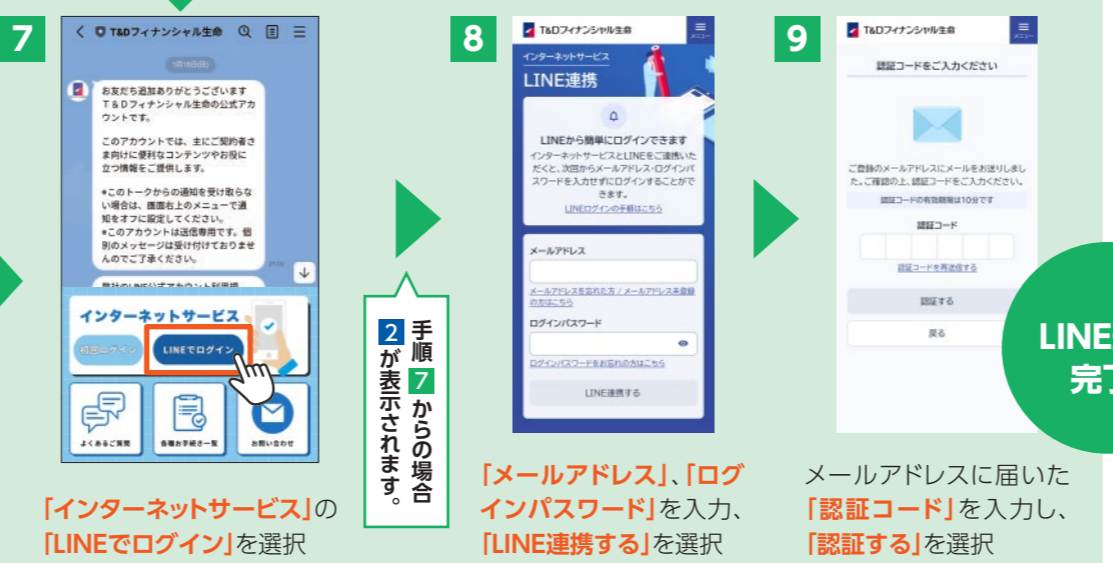 7
T&Dフィナンシャル生命
お友だち追加ありがとうございます
T&Dフィナンシャル生命の公式アカ
ウントです。
このアカウントでは、主にご契約者さ
ま向けに便利なコンテンツやお役に
立つ情報をご提供します。
*このトークからの通知を受け取らな
い場合は、画面右上のメニューで通
知をオフに設定してください。
*このアカウントは送信専用です。個
別のメッセージは受け付けておりませ
んのでご了承ください。
インターネットサービス
初回ログイン
LINEでログイン
よくあるご質問
各種お手続き一覧
お問い合わせ
「インターネットサービス」の
「LINEでログイン」を選択
手順7からの場合
2が表示されます。
8
T&Dフィナンシャル生命
メニュー
インターネットサービス
LINE連携
LINEから簡単にログインできます
インターネットサービスとLINEをご連携いた
だくと、次回からメールアドレス・ログインパ
スワードを入力せずにログインすることがで
きます。
LINEログインの手順はこちら
メールアドレス
メールアドレスを忘れた方/メールアドレス未登録
の方はこちら
ログインパスワード
ログインパスワードをお忘れの方はこちら
LINE連携する
「メールアドレス」、「ログ
インパスワード」を入力、
「LINE連携する」を選択
9
T&Dフィナンシャル生命
メニュー
認証コードをご入力ください
ご登録のメールアドレスにメールをお送りしまし
た。ご確認の上、認証コードをご入力ください。
認証コードの有効期限は10分です
認証コード
認証コードを再送信する
認証する
戻る
メールアドレスに届いた
「認証コード」を入力し、
「認証する」を選択
LINE
完了